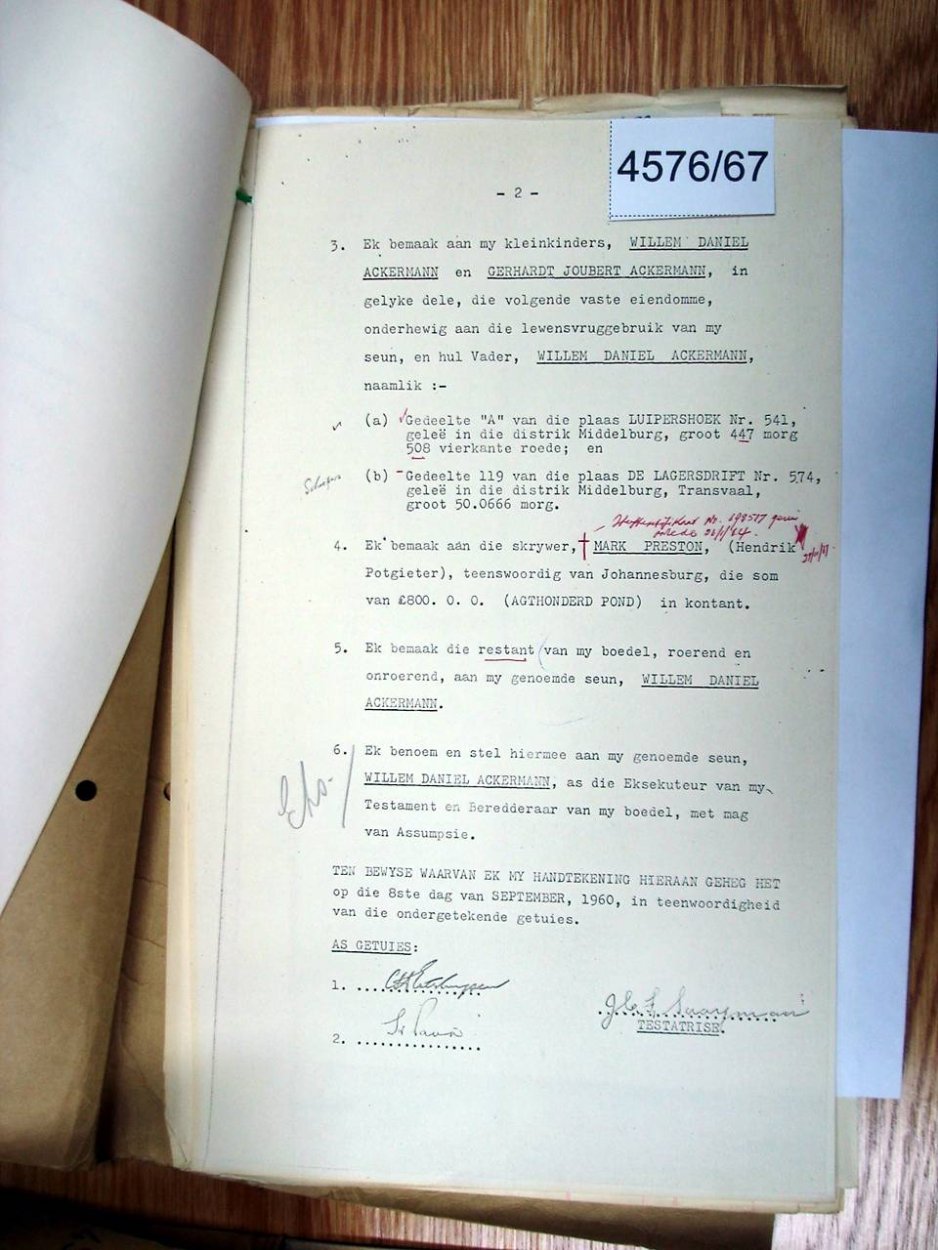 4576/67
- 2 -
3. Ek bemaak aan my kleinkinders, WILLEM DANIEL
ACKERMANN en GERHARDT JOUBERT ACKERMANN, in
gelyke dele, die volgende vaste eiendomme,
onderhewig aan die lewensvruggebruik van my
seun, en hul Vader, WILLEM DANIEL ACKERMANN,
naamlik :-
(a) Gedeelte "A" van die plaas LUIPERSHOEK Nr. 541,
geleë in die distrik Middelburg, groot 447 morg
508 vierkante roede; en
(b) Gedeelte 119 van die plaas DE LAGERSDRIFT Nr. 574,
geleë in die distrik Middelburg, Transvaal,
groot 50.0666 morg.
4. Ek bemaak aan die skrywer, MARK PRESTON, (Hendrik
Potgieter), teenswoordig van Johannesburg, die som
van £800. 0. 0. (AGTHONDERD POND) in kontant.
5. Ek bemaak die restant van my boedel, roerend en
onroerend, aan my genoemde seun, WILLEM DANIEL
ACKERMANN.
6. Ek benoem en stel hiermee aan my genoemde seun,
WILLEM DANIEL ACKERMANN, as die Eksekuteur van my
Testament en Beredderaar van my boedel, met mag
van Assumpsie.
TEN BEWYSE WAARVAN EK MY HANDTEKENING HIERAAN GEHEG HET
op die 8ste dag van SEPTEMBER, 1960, in teenwoordigheid
van die ondergetekende getuies.
AS GETUIES:
1.
2.
TESTATRISE.